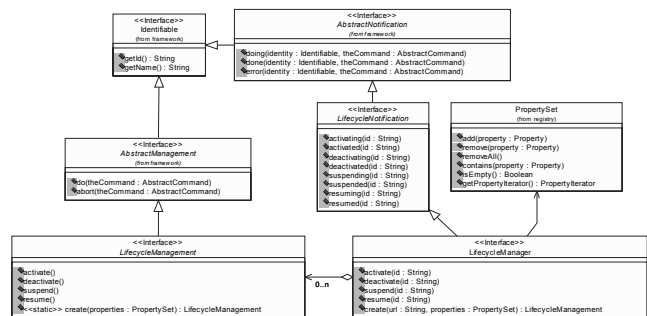 <<Interface>>
Identifiable
(from framework)
getId() : String
getName() : String
<<Interface>>
AbstractNotification
(from framework)
doing(identity : Identifiable, theCommand : AbstractCommand)
done(identity : Identifiable, theCommand : AbstractCommand)
error(identity : Identifiable, theCommand : AbstractCommand)
<<Interface>>
AbstractManagement
(from framework)
do(theCommand : AbstractCommand)
abort(theCommand : AbstractCommand)
<<Interface>>
LifecycleNotification
activating(id : String)
activated(id : String)
deactivating(id : String)
deactivated(id : String)
suspending(id : String)
suspended(id : String)
resuming(id : String)
resumed(id : String)
PropertySet
(from registry)
add(property : Property)
remove(property : Property)
removeAll()
contains(property : Property)
isEmpty() : Boolean
getPropertyIterator() : PropertyIterator
<<Interface>>
LifecycleManagement
activate()
deactivate()
suspend()
resume()
<<static>> create(properties : PropertySet) : LifecycleManagement
0..n
<<Interface>>
LifecycleManager
activate(id : String)
deactivate(id : String)
suspend(id : String)
resume(id : String)
create(url : String, properties : PropertySet) : LifecycleManagement